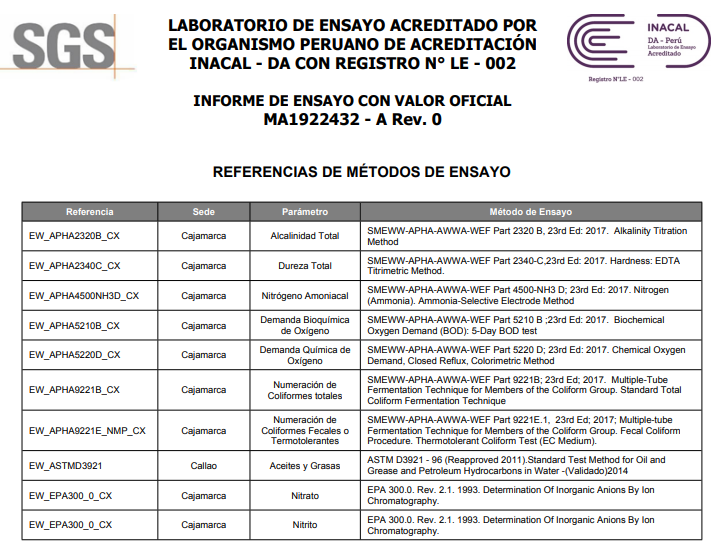 SGS
LABORATORIO DE ENSAYO ACREDITADO POR
EL ORGANISMO PERUANO DE ACREDITACIÓN
INACAL - DA CON REGISTRO N° LE - 002
INACAL
DA - Perú
Laboratorio de Ensayo
Acreditado
Registro N°LE - 002
INFORME DE ENSAYO CON VALOR OFICIAL
MA1922432 - A Rev. 0
REFERENCIAS DE MÉTODOS DE ENSAYO
Referencia Sede Parámetro Método de Ensayo
EW_APHA2320B_CX Cajamarca Alcalinidad Total SMEWW-APHA-AWWA-WEF Part 2320 B, 23rd Ed: 2017. Alkalinity Titration
Method
EW_APHA2340C_CX Cajamarca Dureza Total SMEWW-APHA-AWWA-WEF Part 2340-C,23rd Ed: 2017. Hardness: EDTA
Titrimetric Method.
EW_APHA4500NH3D_CX Cajamarca Nitrógeno Amoniacal SMEWW-APHA-AWWA-WEF Part 4500-NH3 D; 23rd Ed: 2017. Nitrogen
(Ammonia). Ammonia-Selective Electrode Method
EW_APHA5210B_CX Cajamarca Demanda Bioquímica
de Oxígeno SMEWW-APHA-AWWA-WEF Part 5210 B ;23rd Ed: 2017. Biochemical
Oxygen Demand (BOD): 5-Day BOD test
EW_APHA5220D_CX Cajamarca Demanda Química de
Oxígeno SMEWW-APHA-AWWA-WEF Part 5220 D; 23rd Ed: 2017. Chemical Oxygen
Demand, Closed Reflux, Colorimetric Method
EW_APHA9221B_CX Cajamarca Numeración de
Coliformes totales SMEWW-APHA-AWWA-WEF Part 9221B; 23rd Ed; 2017. Multiple-Tube
Fermentation Technique for Members of the Coliform Group. Standard Total
Coliform Fermentation Technique
EW_APHA9221E_NMP_CX Cajamarca Numeración de
Coliformes Fecales o
Termotolerantes SMEWW-APHA-AWWA-WEF Part 9221E.1, 23rd Ed; 2017; Multiple-tube
Fermentation Technique for Members of the Coliform Group. Fecal Coliform
Procedure. Thermotolerant Coliform Test (EC Medium).
EW_ASTMD3921 Callao Aceites y Grasas ASTM D3921 - 96 (Reapproved 2011).Standard Test Method for Oil and
Grease and Petroleum Hydrocarbons in Water -(Validado)2014
EW_EPA300_0_CX Cajamarca Nitrato EPA 300.0. Rev. 2.1. 1993. Determination Of Inorganic Anions By Ion
Chromatography.
EW_EPA300_0_CX Cajamarca Nitrito EPA 300.0. Rev. 2.1. 1993. Determination Of Inorganic Anions By Ion
Chromatography.